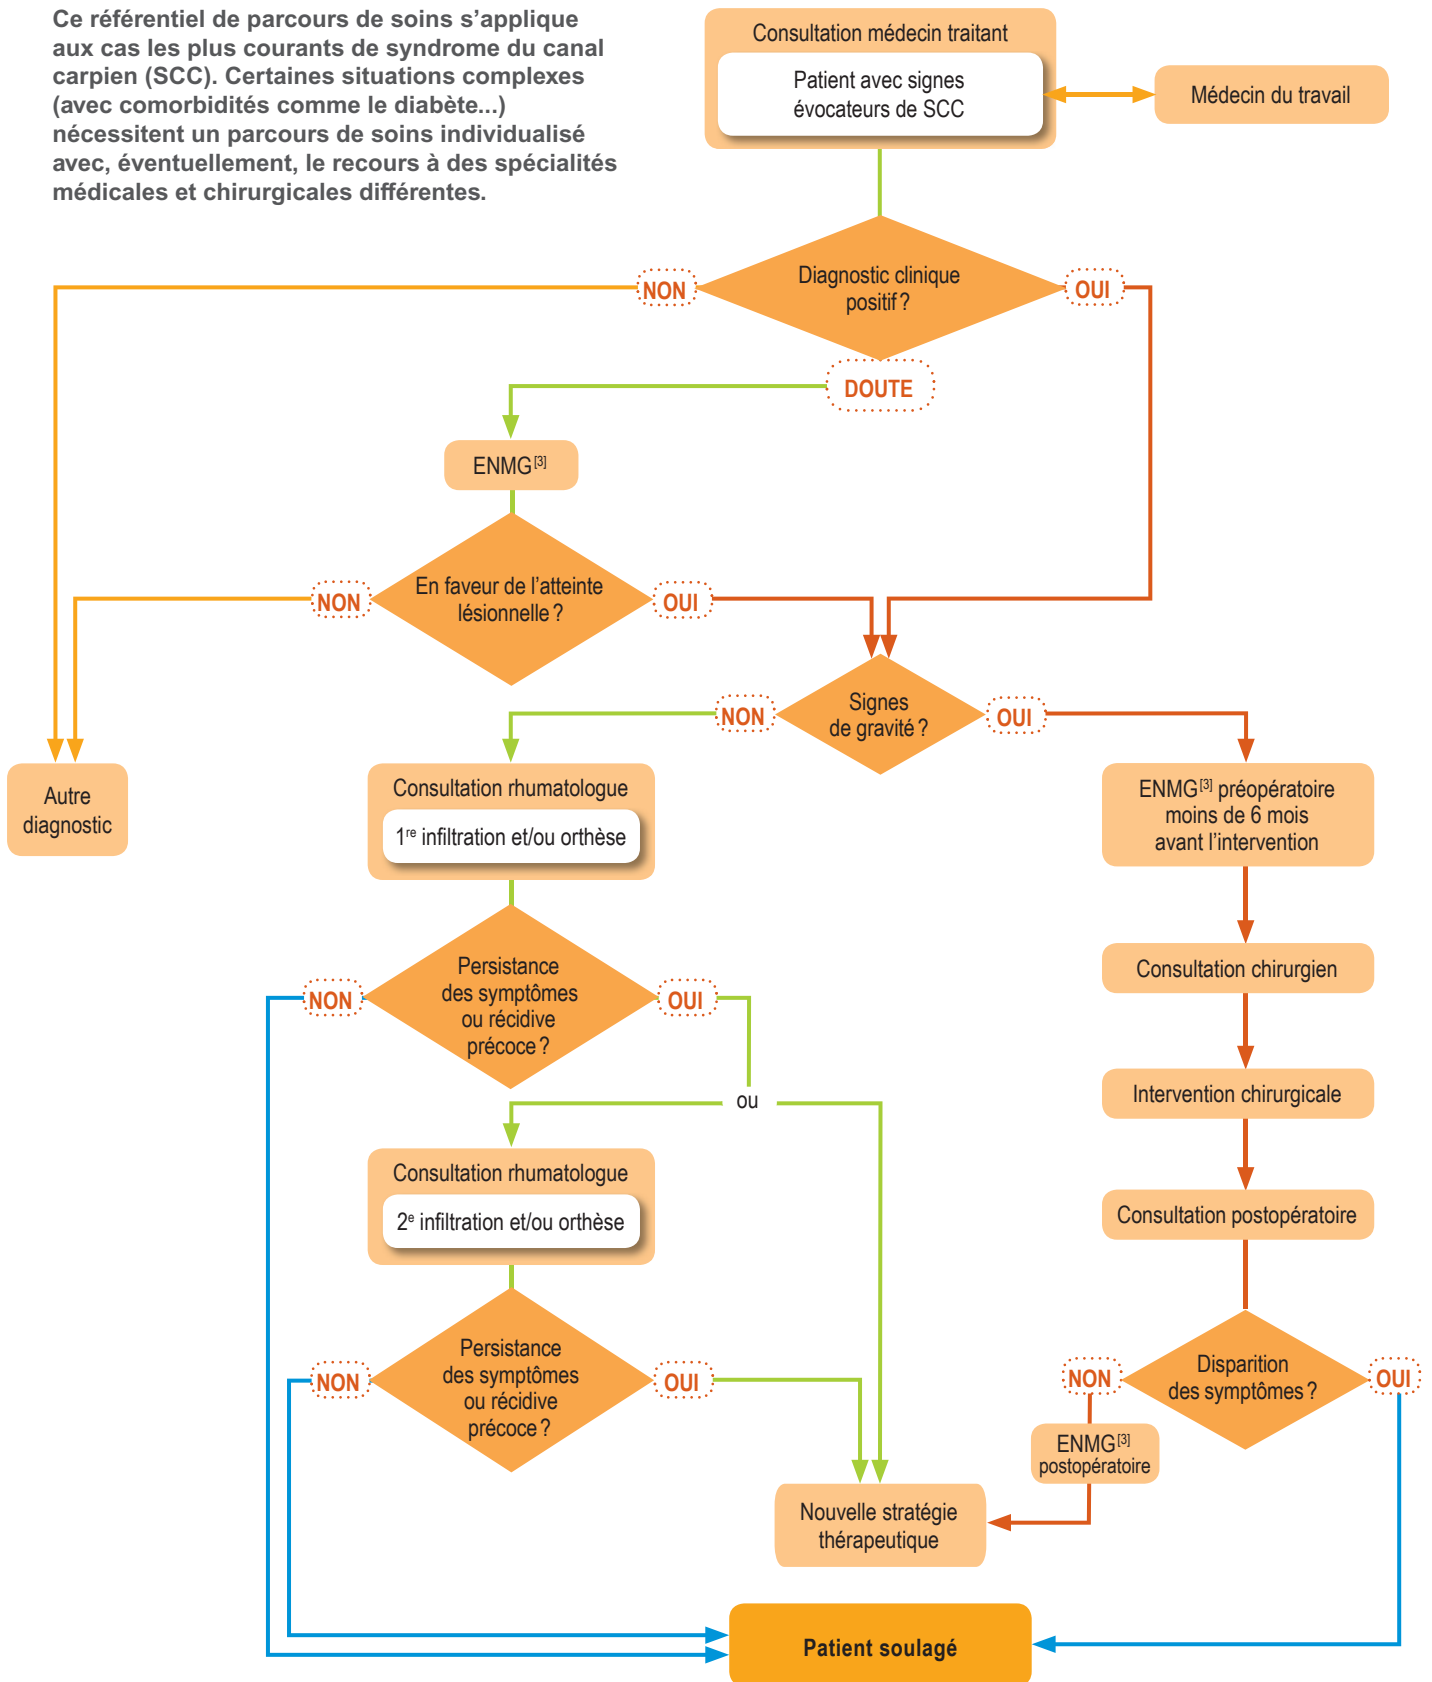 Ce référentiel de parcours de soins s’applique
aux cas les plus courants de syndrome du canal
carpien (SCC). Certaines situations complexes
(avec comorbidités comme le diabète...)
nécessitent un parcours de soins individualisé
avec, éventuellement, le recours à des spécialités
médicales et chirurgicales différentes.
Consultation médecin traitant
Patient avec signes
évocateurs de SCC
Médecin du travail
Diagnostic clinique
positif ?
NON
OUI
DOUTE
ENMG[3]
En faveur de l’atteinte
lésionnelle ?
NON
OUI
Signes
de gravité ?
NON
OUI
Autre
diagnostic
Consultation rhumatologue
1re infiltration et/ou orthèse
ENMG[3] préopératoire
moins de 6 mois
avant l’intervention
Consultation chirurgien
Persistance
des symptômes
ou récidive
précoce ?
NON
OUI
ou
Intervention chirurgicale
Consultation rhumatologue
2e infiltration et/ou orthèse
Consultation postopératoire
Persistance
des symptômes
ou récidive
précoce ?
NON
OUI
Disparition
des symptômes ?
NON
OUI
ENMG[3]
postopératoire
Nouvelle stratégie
thérapeutique
Patient soulagé